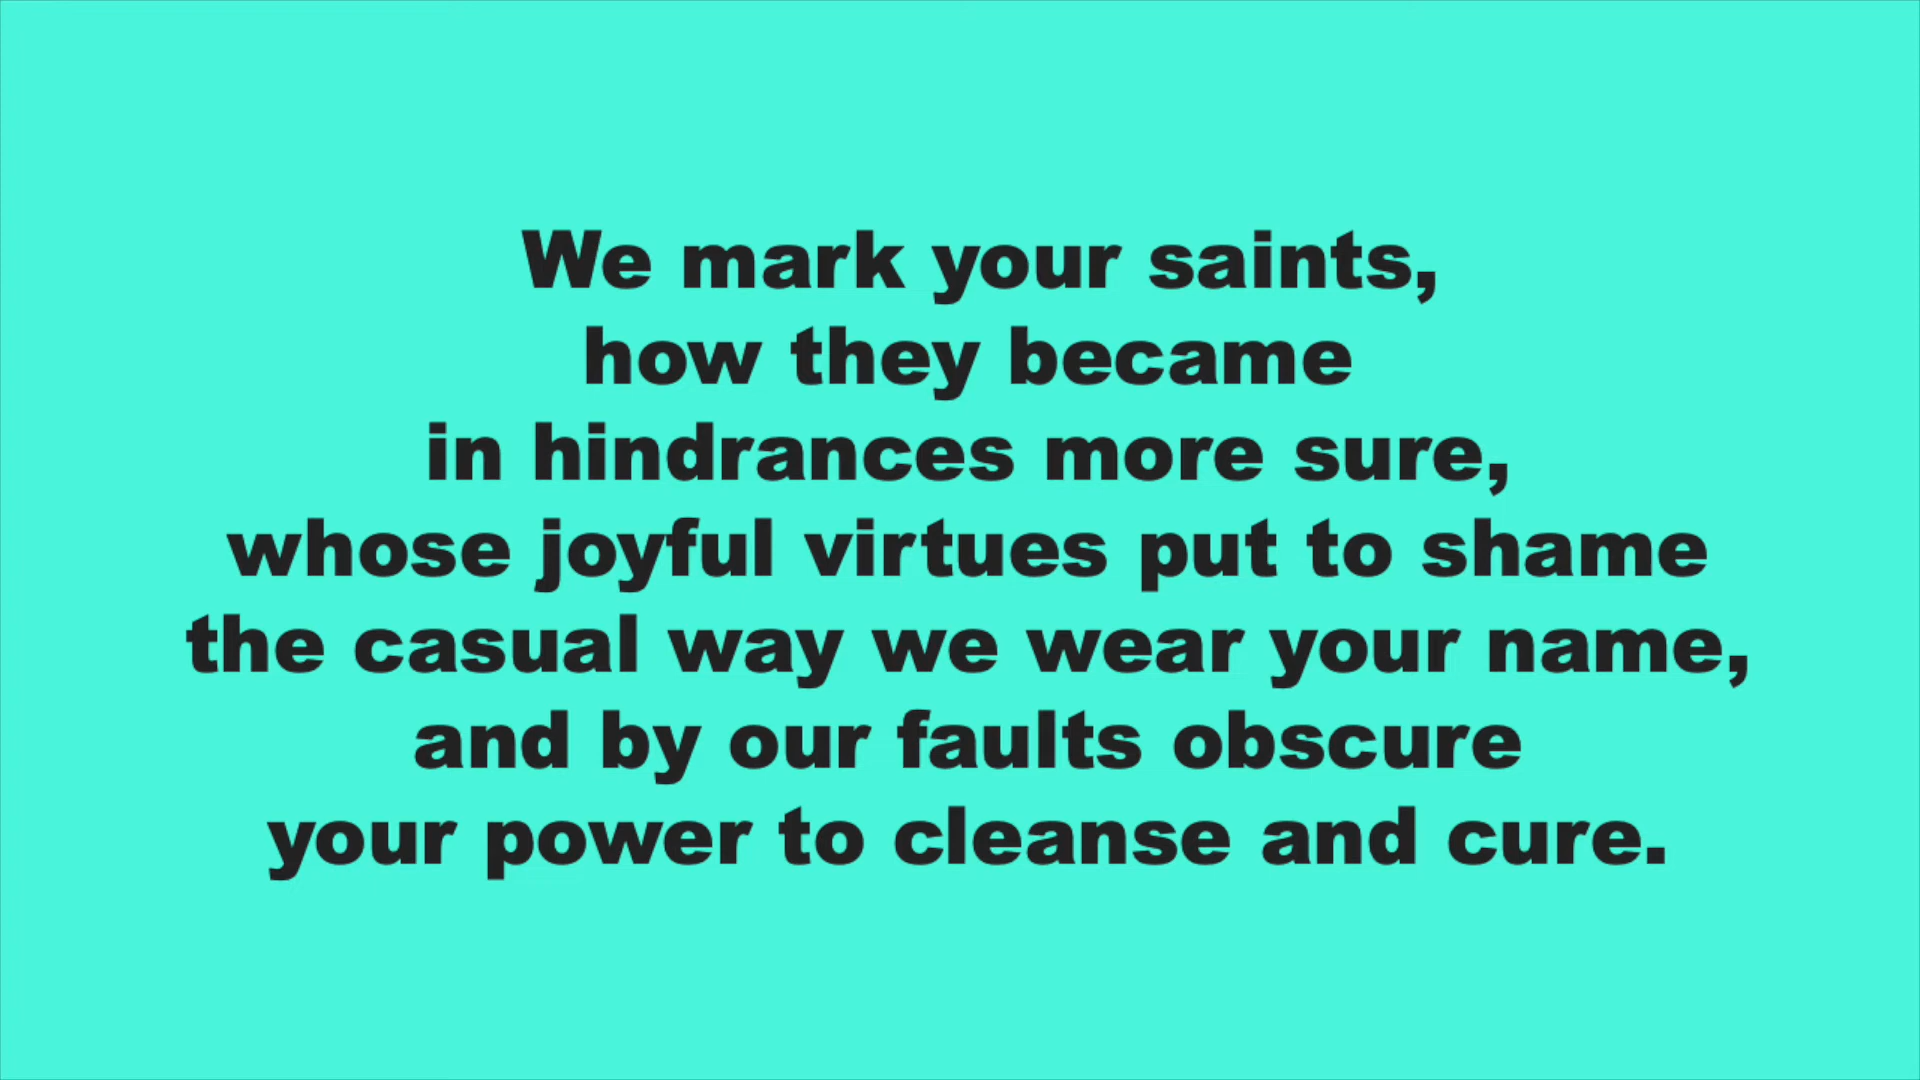 We mark your saints,
how they became
in hindrances more sure,
whose joyful virtues put to shame
the casual way we wear your name,
and by our faults obscure
your power to cleanse and cure.